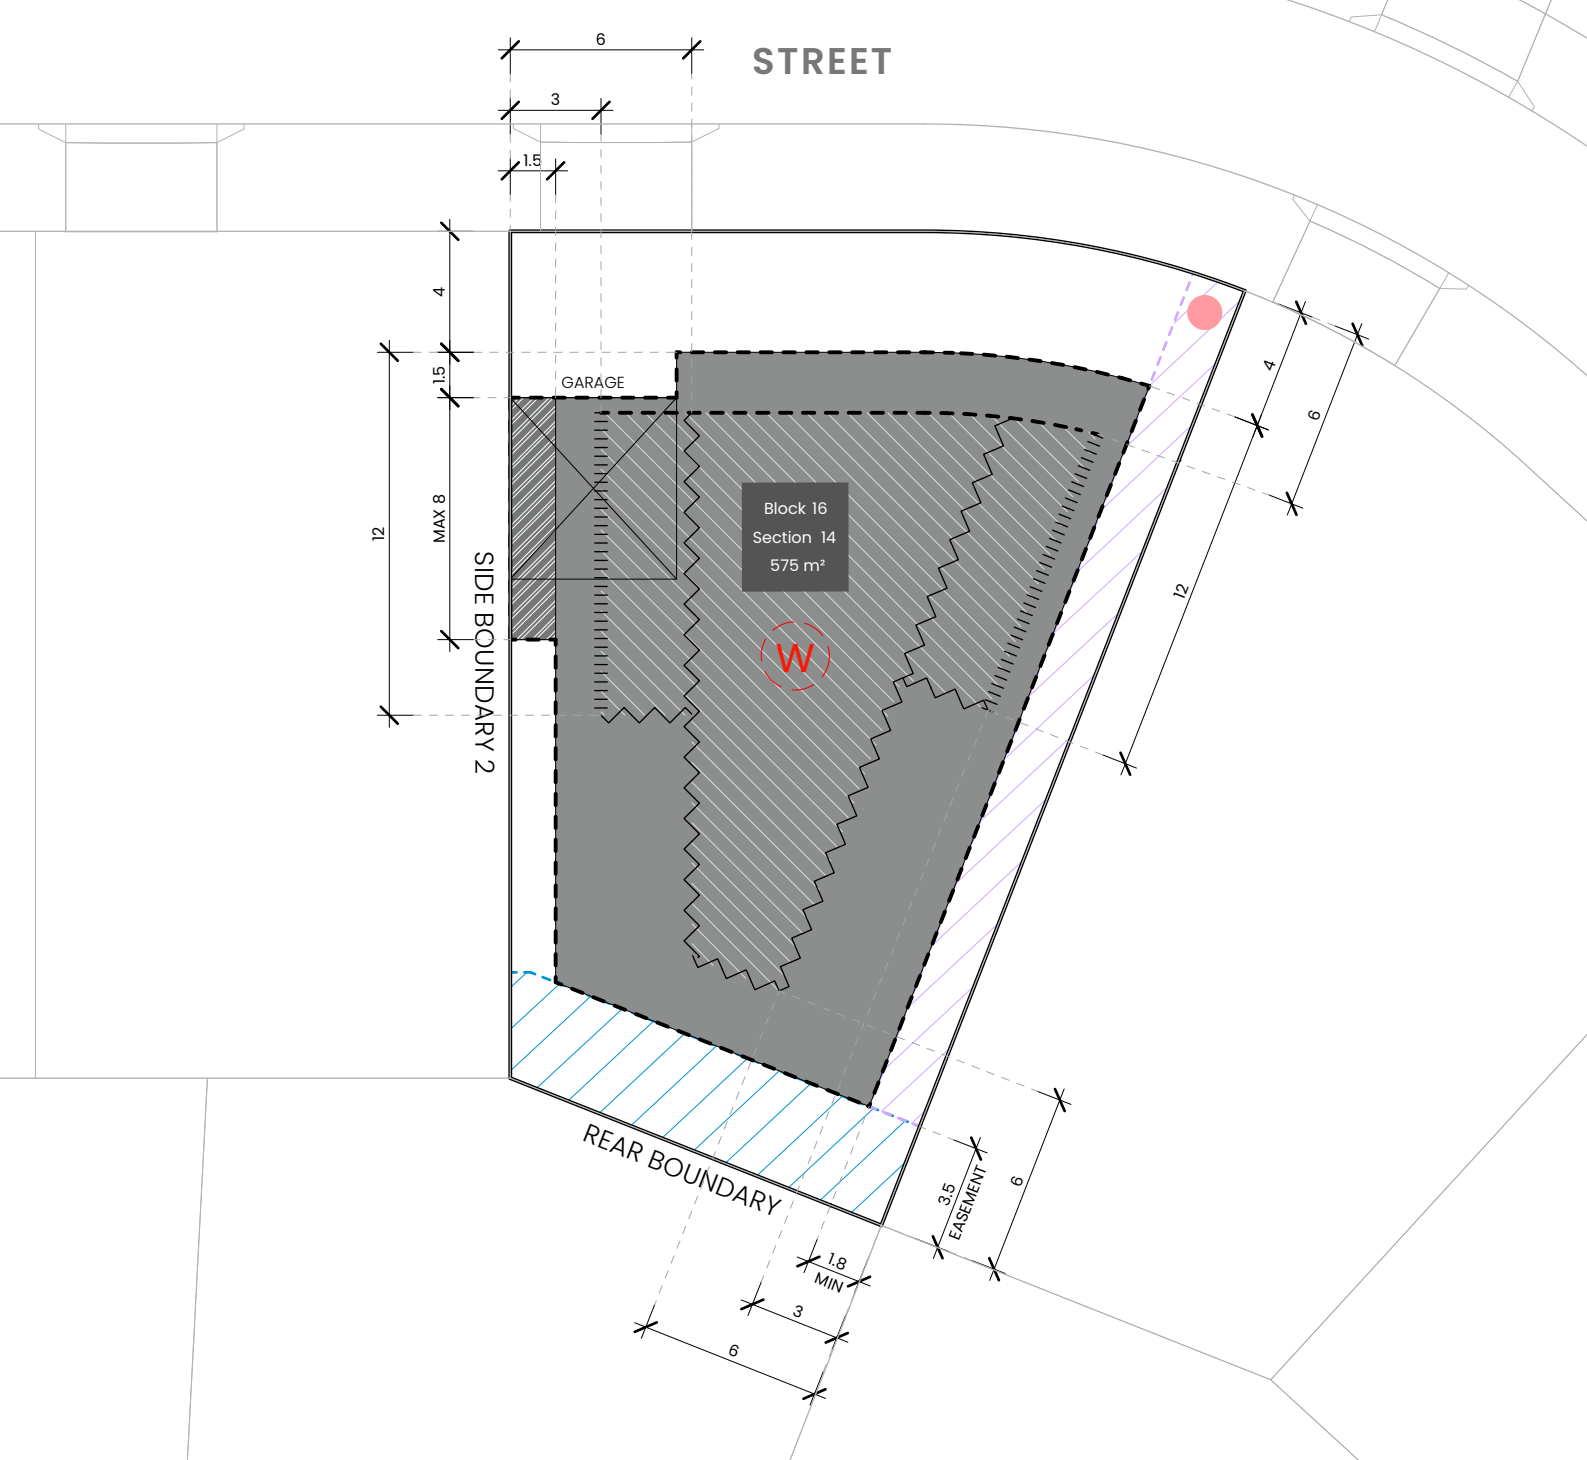 6
STREET
3
1.5
4
1.5
GARAGE
4
6
12
MAX 8
Block 16
Section 14
575 m²
12
SIDE BOUNDARY 2
W
REAR BOUNDARY
3.5
EASEMENT
6
1.8
MIN
3
6